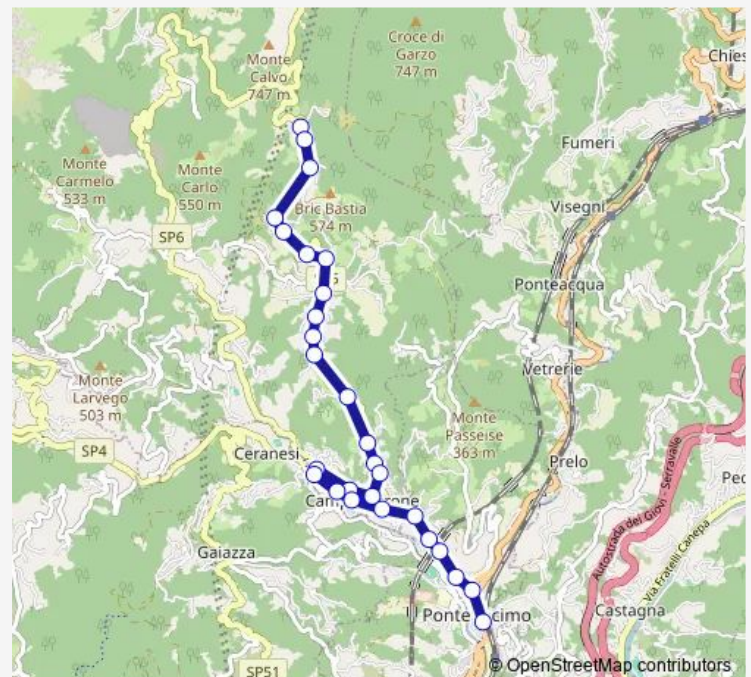 Croce di
Garzo
747 m
Monte
Calvo
747 m
Chies
Fumeri
Monte
Carmelo
533 m
Monte
Carlo
550 m
Bric Bastia
574 m
Visegni
SP6
Ponteacqua
Vetrerie
Monte
Larvego
503 m
Monte
Passeise
363 m
SP4
Ceranesi
Prelo
Autostrada dei Giovi - Serravalle
Gaiazza
Via Fratelli Canepa
Castagna
SP51
© OpenStreetMap contributors